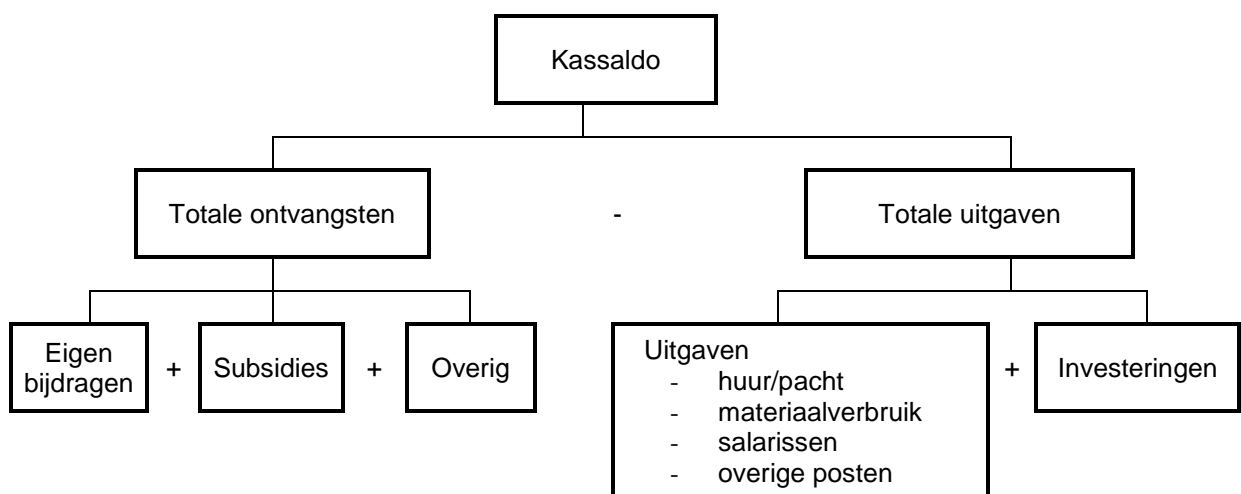 Kassaldo
Totale ontvangsten - Totale uitgaven
Eigen
bijdragen + Subsidies + Overig
Uitgaven
- huur/pacht
- materiaalverbruik
- salarissen
- overige posten
+ Investeringen